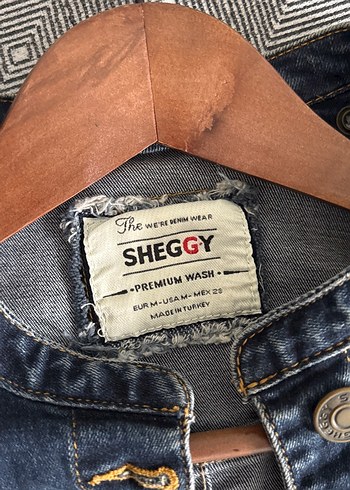 The WE'RE DENIM WEAR
SHEGGY
•PREMIUM WASH•
EUR M-USA M-MEX 28
MADE IN TURKEY